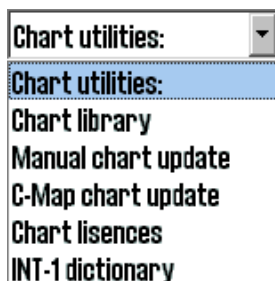 Chart utilities:
Chart utilities:
Chart library
Manual chart update
C-Map chart update
Chart lisences
INT-1 dictionary